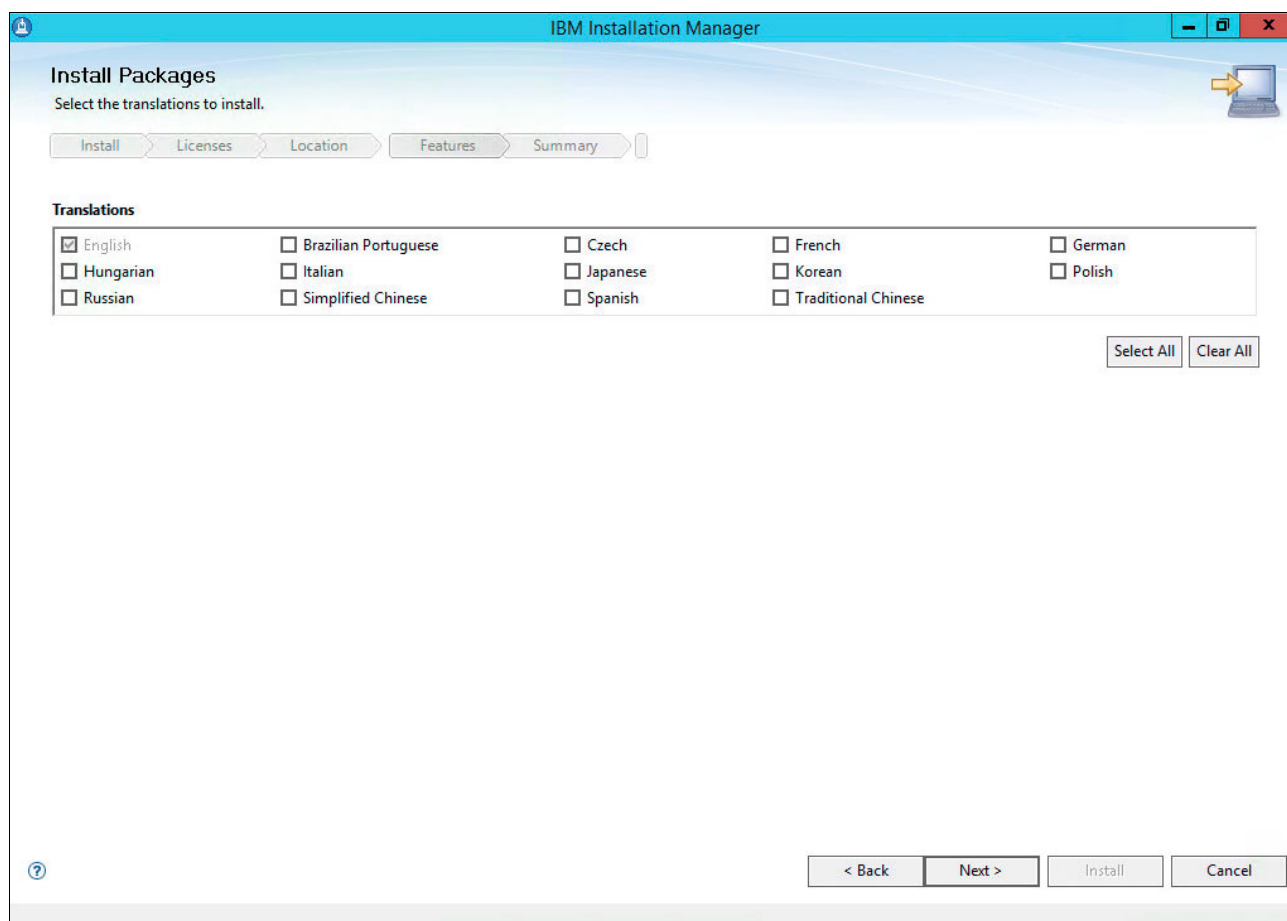 IBM Installation Manager
Install Packages
Select the translations to install.
Install Licenses Location Features Summary
Translations
English Brazilian Portuguese Czech French German
Hungarian Italian Japanese Korean Polish
Russian Simplified Chinese Spanish Traditional Chinese
Select All Clear All
? < Back Next > Install Cancel